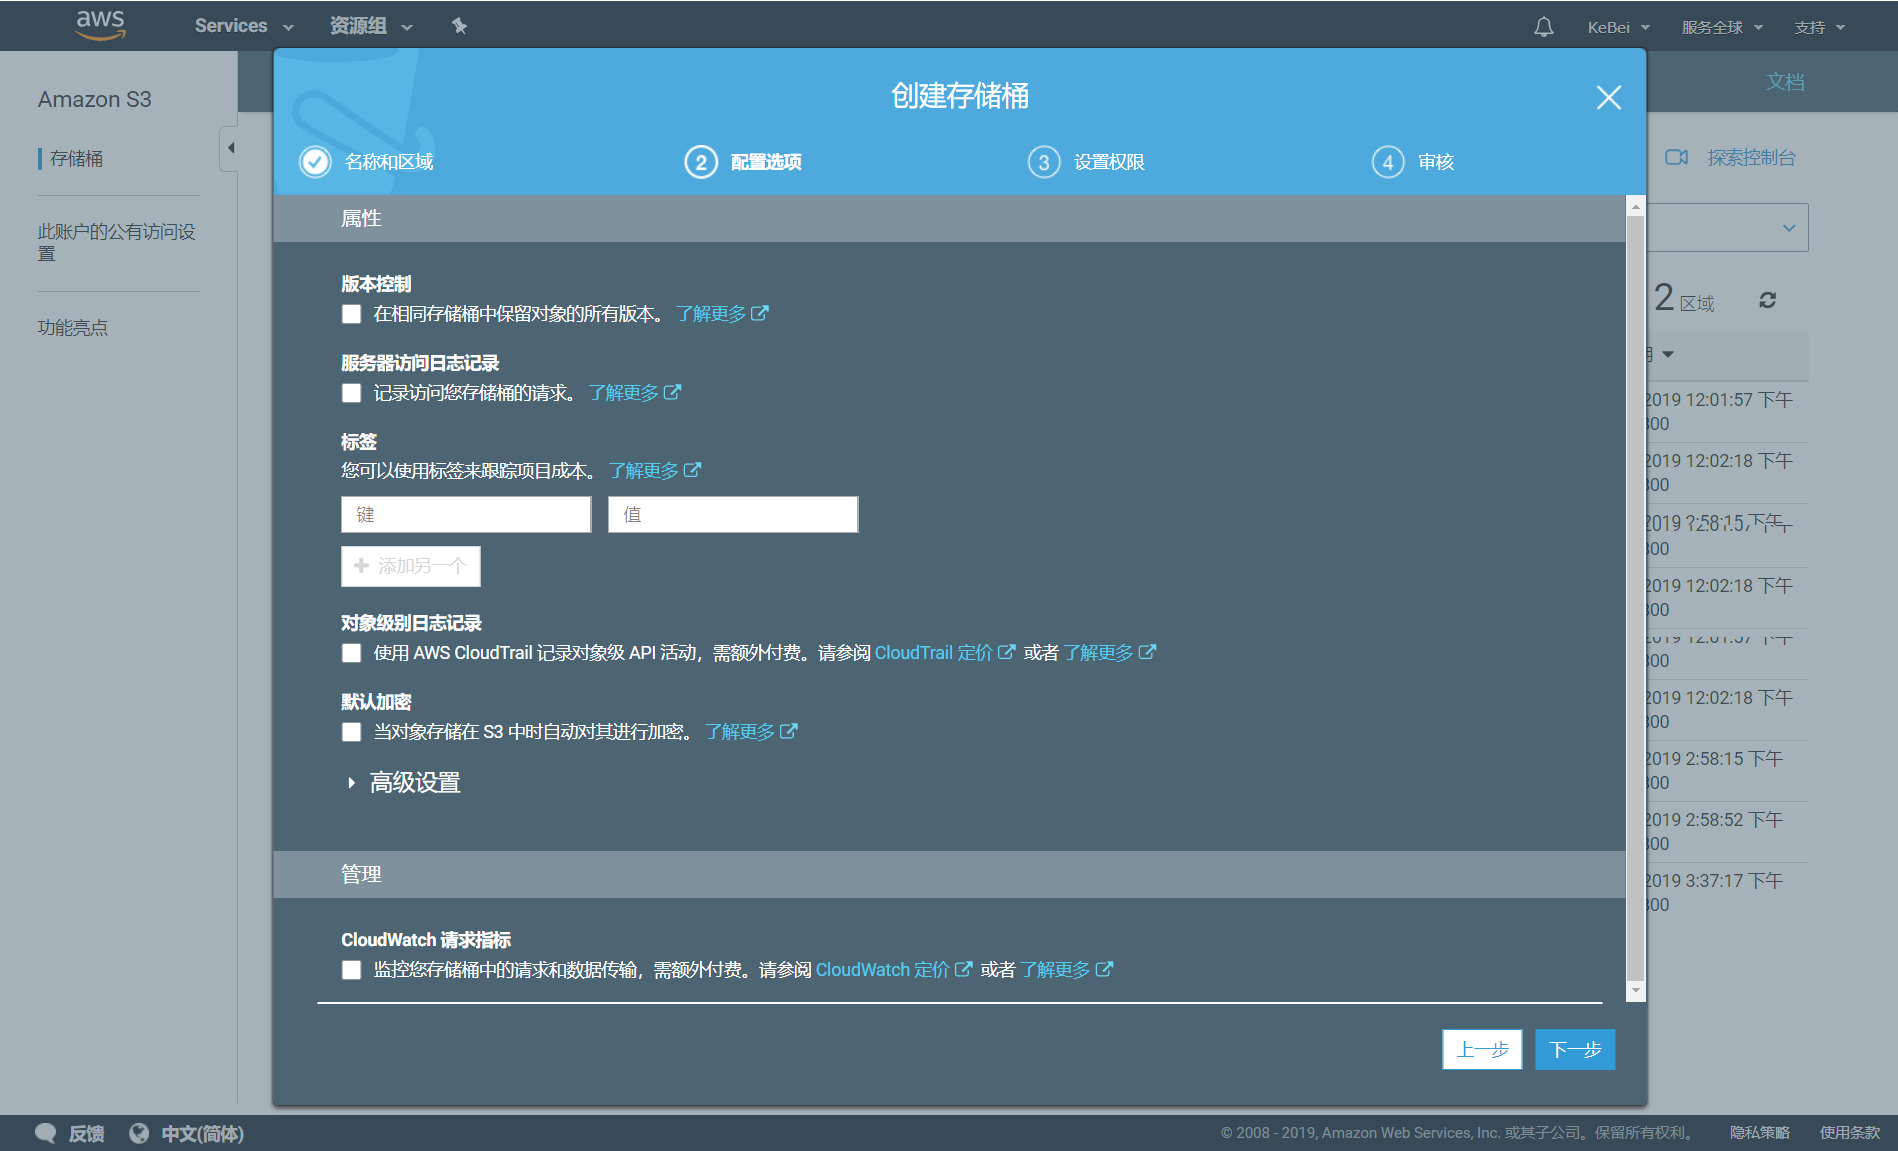 aws
Services
资源组
KeBei
服务全球
支持
Amazon S3
存储桶
此账户的公有访问设
置
功能亮点
文档
探索控制台
2 区域
创建存储桶
名称和区域
2 配置选项
3 设置权限
4 审核
属性
版本控制
在相同存储桶中保留对象的所有版本。 了解更多
服务器访问日志记录
记录访问您存储桶的请求。 了解更多
标签
您可以使用标签来跟踪项目成本。 了解更多
键
值
添加另一个
对象级别日志记录
使用 AWS CloudTrail 记录对象级 API 活动，需额外付费。请参阅 CloudTrail 定价 或者 了解更多
默认加密
当对象存储在 S3 中时自动对其进行加密。 了解更多
高级设置
管理
CloudWatch 请求指标
监控您存储桶中的请求和数据传输，需额外付费。请参阅 CloudWatch 定价 或者 了解更多
上一步
下一步
2019 12:01:57 下午
2019 12:02:18 下午
2019 2:58:15 下午
2019 12:02:18 下午
2019 12:01:57 下午
2019 12:02:18 下午
2019 2:58:15 下午
2019 2:58:52 下午
2019 3:37:17 下午
反馈
中文(简体)
© 2008 - 2019, Amazon Web Services, Inc. 或其子公司。保留所有权利。
隐私策略
使用条款